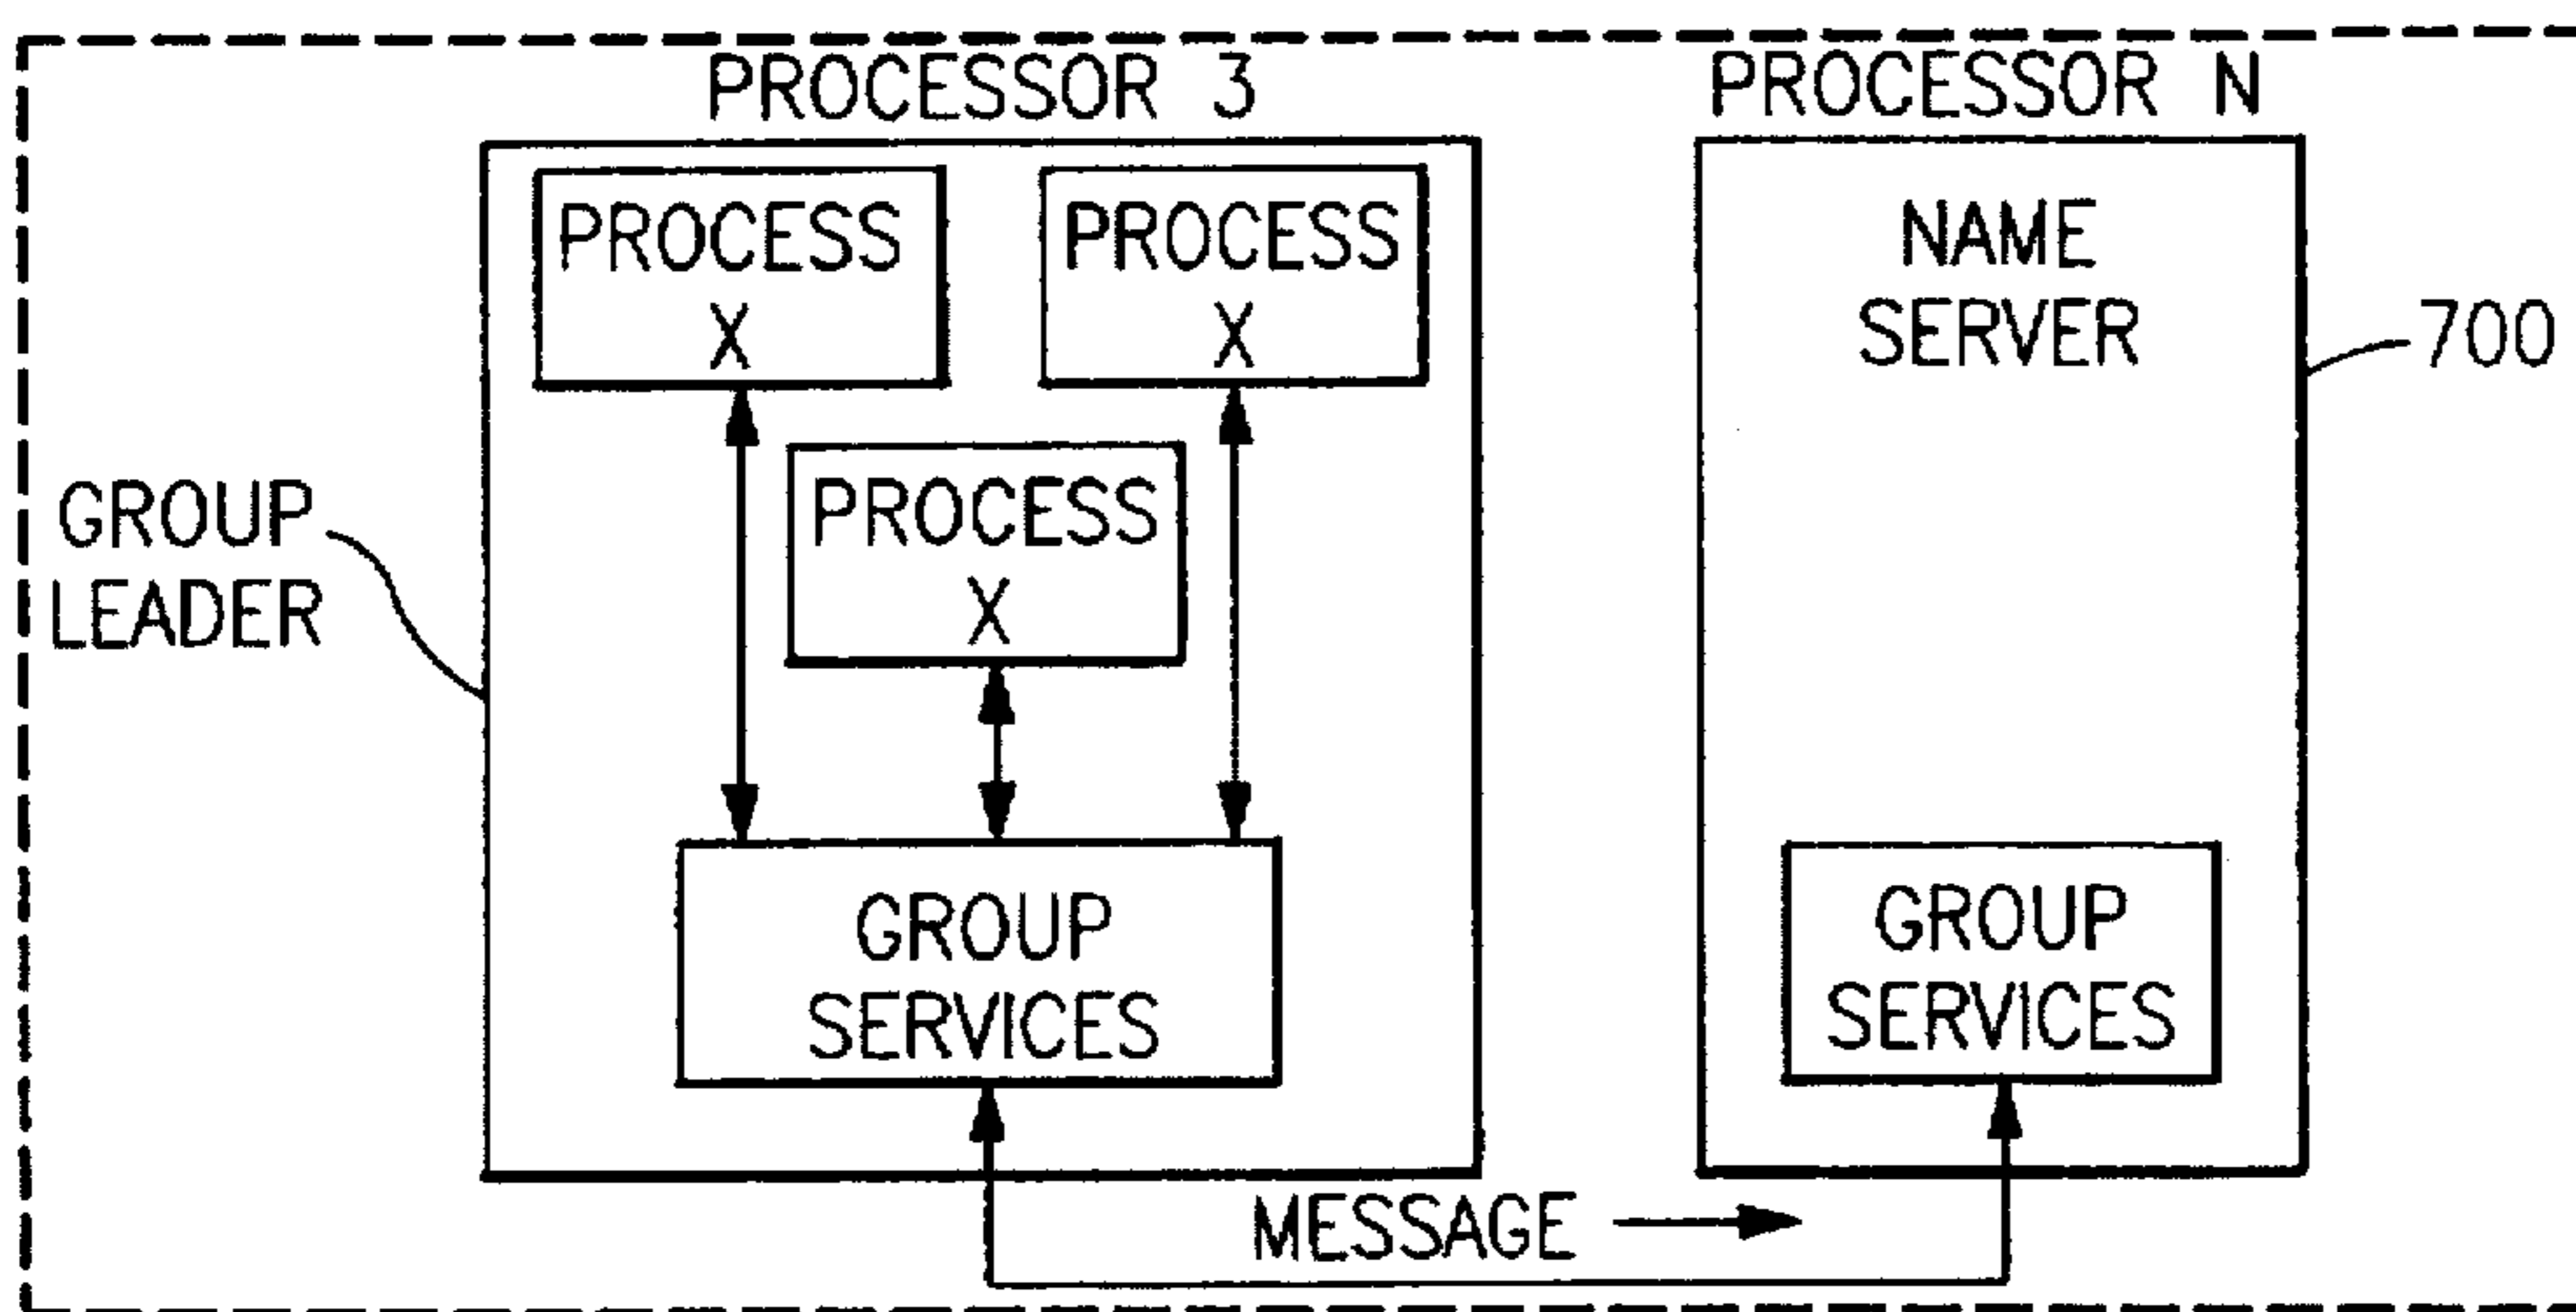 PROCESSOR 3
PROCESSOR N
PROCESS
X
PROCESS
X
NAME
SERVER
700
GROUP
LEADER
PROCESS
X
GROUP
SERVICES
GROUP
SERVICES
MESSAGE